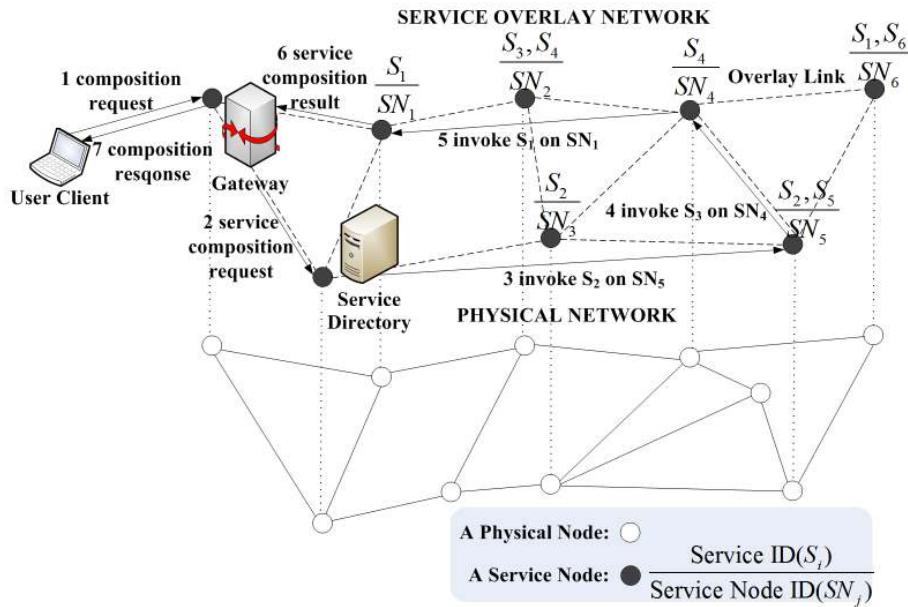 SERVICE OVERLAY NETWORK
1 composition
request
6 service
composition
result
S1
SN1
S3, S4
SN2
S4
SN4
S1, S6
SN6
Overlay Link
7 composition
resronse
User Client
Gateway
5 invoke S1 on SN1
S2
SN3
4 invoke S3 on SN4
S2, S5
SN5
2 service
composition
request
Service
Directory
3 invoke S2 on SN5
PHYSICAL NETWORK
A Physical Node:
A Service Node:
Service ID(Si)
Service Node ID(SNj)